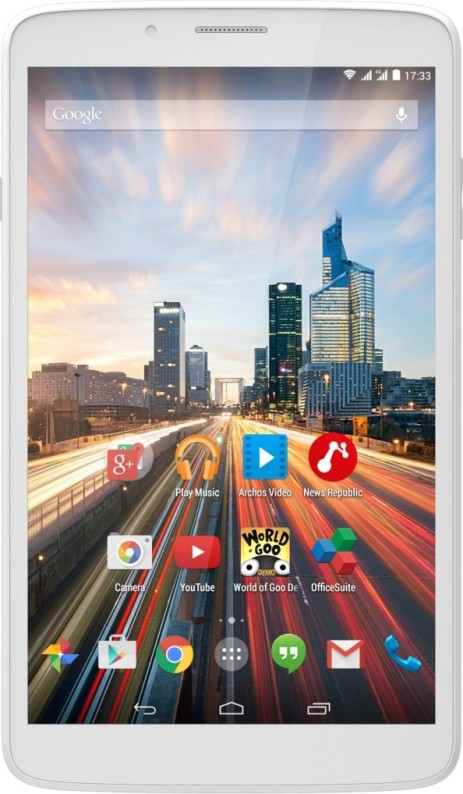 17:33
Google
g+
Play Music
Archos Video
News Republic
WORLD
OF
GOO
DEMO
Camera
YouTube
World of Goo De
OfficeSuite